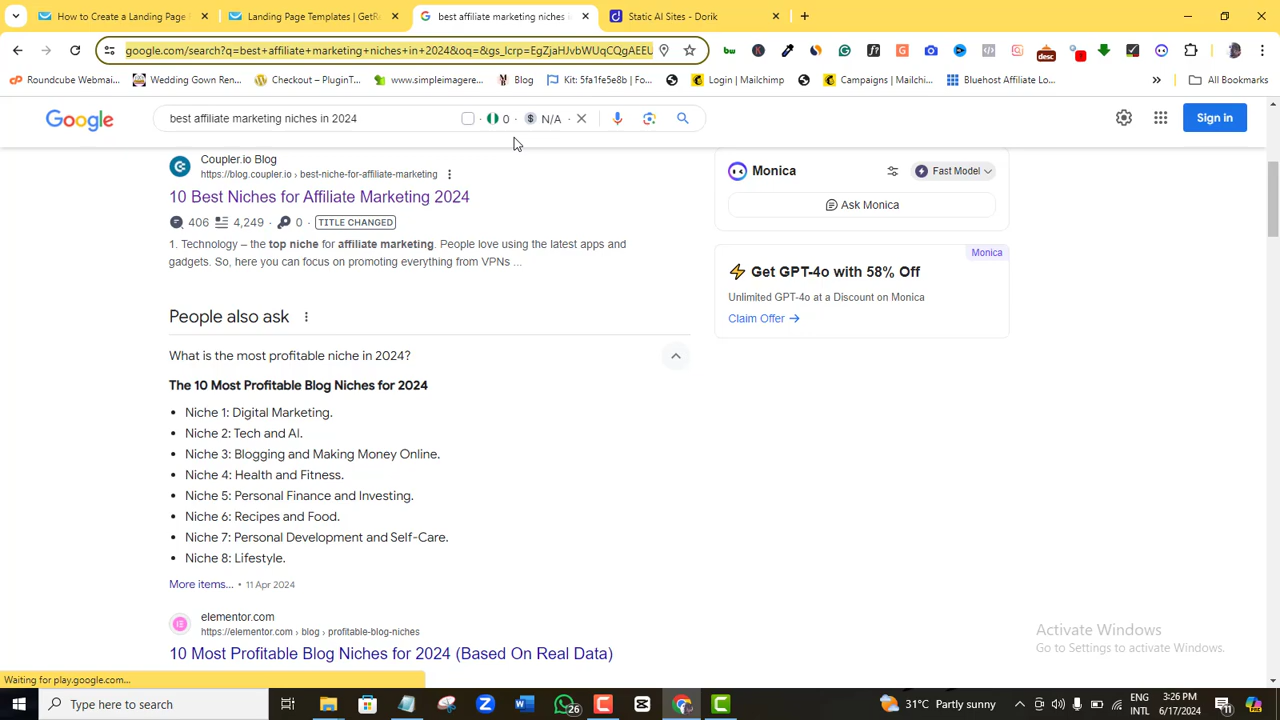 How to Create a Landing Page
Landing Page Templates | GetR
best affiliate marketing niches i
Static AI Sites - Dorik
google.com/search?q=best+affiliate+marketing+niches+in+2024&oq=&gs_lcrp=EgZjaHJvbWUqCQgAEEU
Roundcube Webmai...
Wedding Gown Ren...
Checkout – PluginT...
www.simpleimagere...
Blog
Kit: 5fa1fe5e8b | Fo...
Login | Mailchimp
Campaigns | Mailchi...
Bluehost Affiliate Lo...
All Bookmarks
Google
best affiliate marketing niches in 2024
0 · N/A ·
Sign in
Coupler.io Blog
https://blog.coupler.io › best-niche-for-affiliate-marketing
10 Best Niches for Affiliate Marketing 2024
406 4,249 · 0 · TITLE CHANGED
1. Technology – the top niche for affiliate marketing. People love using the latest apps and
gadgets. So, here you can focus on promoting everything from VPNs ...
Monica
Fast Model
Ask Monica
Monica
Get GPT-4o with 58% Off
Unlimited GPT-4o at a Discount on Monica
Claim Offer →
People also ask
What is the most profitable niche in 2024?
The 10 Most Profitable Blog Niches for 2024
• Niche 1: Digital Marketing.
• Niche 2: Tech and AI.
• Niche 3: Blogging and Making Money Online.
• Niche 4: Health and Fitness.
• Niche 5: Personal Finance and Investing.
• Niche 6: Recipes and Food.
• Niche 7: Personal Development and Self-Care.
• Niche 8: Lifestyle.
More items... • 11 Apr 2024
elementor.com
https://elementor.com › blog › profitable-blog-niches
10 Most Profitable Blog Niches for 2024 (Based On Real Data)
Activate Windows
Go to Settings to activate Windows.
Waiting for play.google.com...
Type here to search
26
31°C Partly sunny
ENG
INTL
3:26 PM
6/17/2024
11